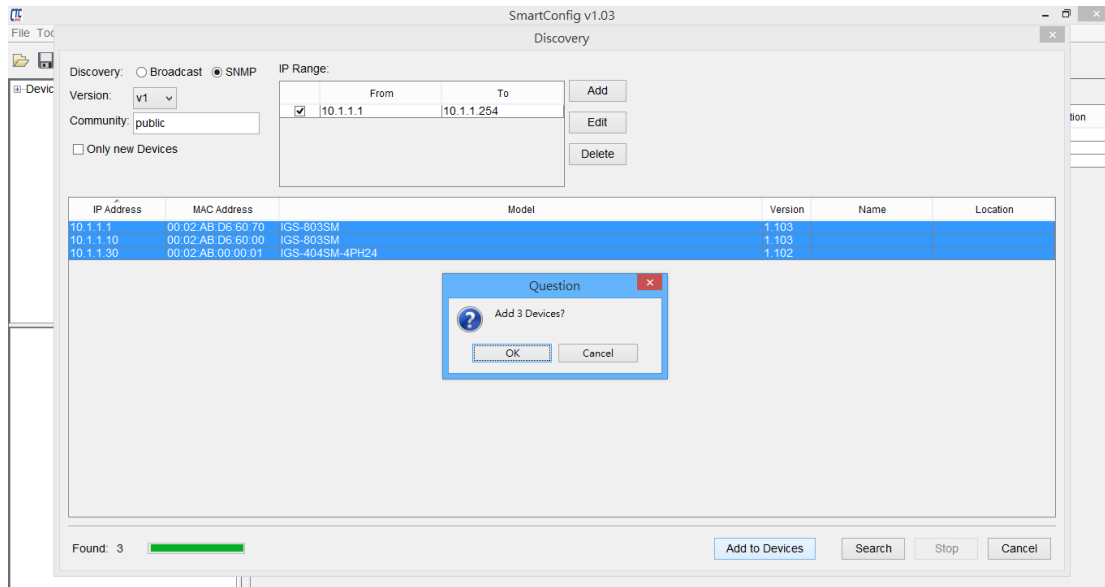 CTC
SmartConfig v1.03
File Too
Discovery
Discovery: Broadcast SNMP IP Range:
Version: v1
From To
Add
10.1.1.1 10.1.1.254
Community: public
Edit
tion
Only new Devices
Delete
Devic
IP Address MAC Address Model Version Name Location
10.1.1.1 00:02:AB:D6:60:70 IGS-803SM 1.103
10.1.1.10 00:02:AB:D6:60:00 IGS-803SM 1.103
10.1.1.30 00:02:AB:00:00:01 IGS-404SM-4PH24 1.102
Question
Add 3 Devices?
OK Cancel
Found: 3
Add to Devices Search Stop Cancel